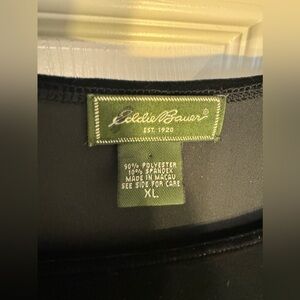 Eddie Bauer®
EST. 1920
90% POLYESTER
10% SPANDEX
MADE IN MACAU
SEE SIDE FOR CARE
XL